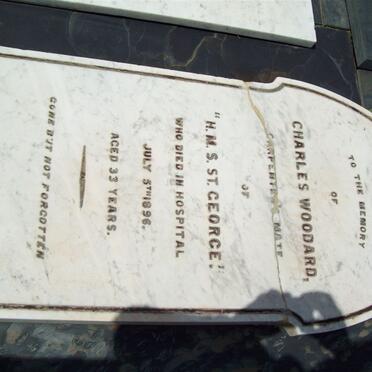 TO THE MEMORY
OF
CHARLES WOODARD,
CARPENTERS MATE
OF
"H.M.S. ST. GEORGE,"
WHO DIED IN HOSPITAL
JULY 5TH 1896.
AGED 33 YEARS.
GONE BUT NOT FORGOTTEN